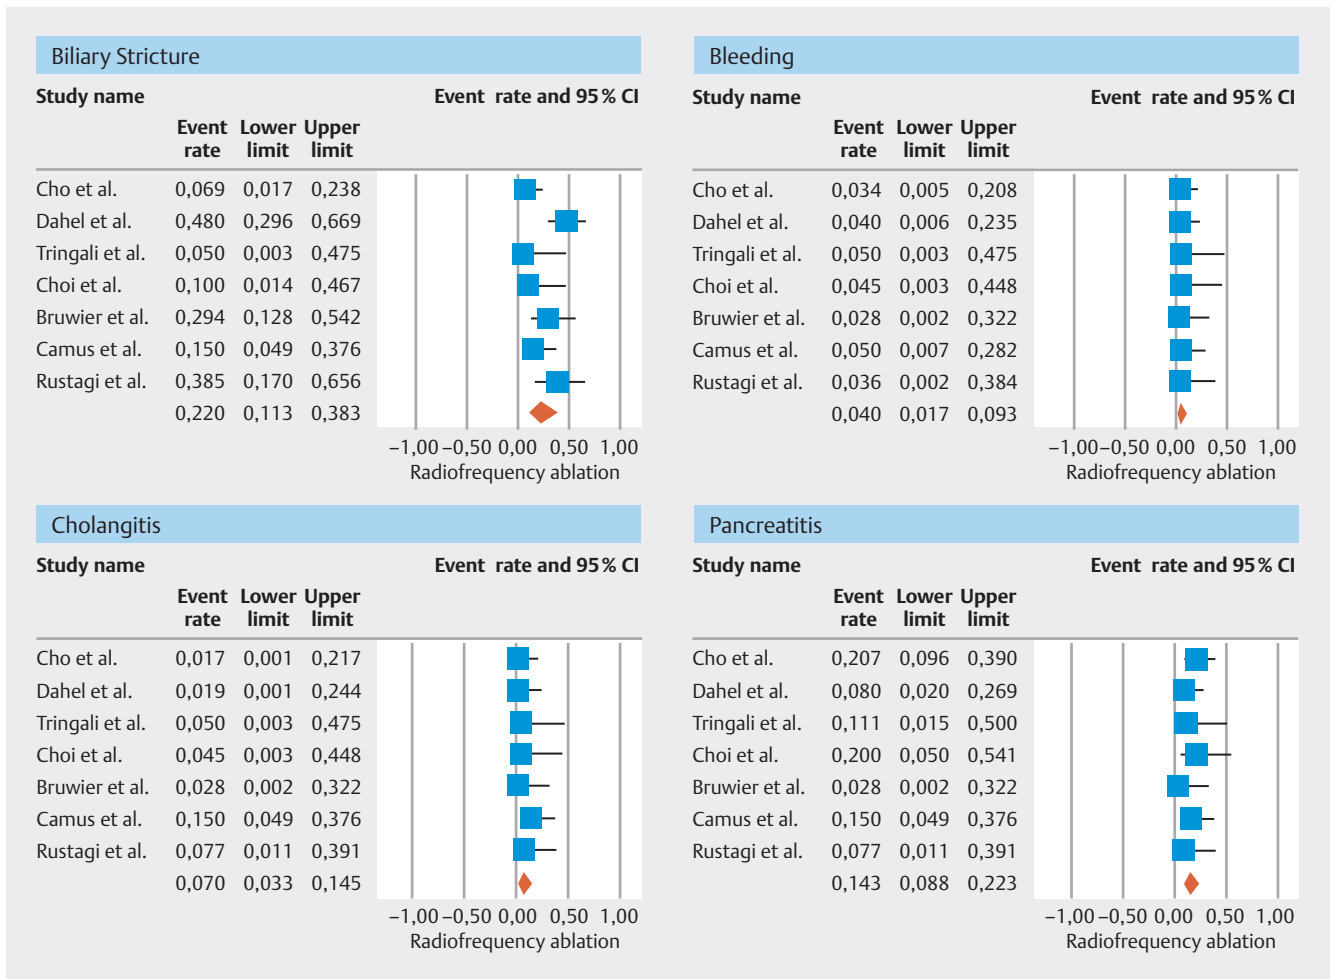 Biliary Stricture
Study name Event rate and 95 % CI
Event Lower Upper
rate limit limit
Cho et al. 0,069 0,017 0,238
Dahel et al. 0,480 0,296 0,669
Tringali et al. 0,050 0,003 0,475
Choi et al. 0,100 0,014 0,467
Bruwier et al. 0,294 0,128 0,542
Camus et al. 0,150 0,049 0,376
Rustagi et al. 0,385 0,170 0,656
0,220 0,113 0,383
−1,00 −0,50 0,00 0,50 1,00
Radiofrequency ablation
Bleeding
Study name Event rate and 95 % CI
Event Lower Upper
rate limit limit
Cho et al. 0,034 0,005 0,208
Dahel et al. 0,040 0,006 0,235
Tringali et al. 0,050 0,003 0,475
Choi et al. 0,045 0,003 0,448
Bruwier et al. 0,028 0,002 0,322
Camus et al. 0,050 0,007 0,282
Rustagi et al. 0,036 0,002 0,384
0,040 0,017 0,093
−1,00 −0,50 0,00 0,50 1,00
Radiofrequency ablation
Cholangitis
Study name Event rate and 95 % CI
Event Lower Upper
rate limit limit
Cho et al. 0,017 0,001 0,217
Dahel et al. 0,019 0,001 0,244
Tringali et al. 0,050 0,003 0,475
Choi et al. 0,045 0,003 0,448
Bruwier et al. 0,028 0,002 0,322
Camus et al. 0,150 0,049 0,376
Rustagi et al. 0,077 0,011 0,391
0,070 0,033 0,145
−1,00 −0,50 0,00 0,50 1,00
Radiofrequency ablation
Pancreatitis
Study name Event rate and 95 % CI
Event Lower Upper
rate limit limit
Cho et al. 0,207 0,096 0,390
Dahel et al. 0,080 0,020 0,269
Tringali et al. 0,111 0,015 0,500
Choi et al. 0,200 0,050 0,541
Bruwier et al. 0,028 0,002 0,322
Camus et al. 0,150 0,049 0,376
Rustagi et al. 0,077 0,011 0,391
0,143 0,088 0,223
−1,00 −0,50 0,00 0,50 1,00
Radiofrequency ablation